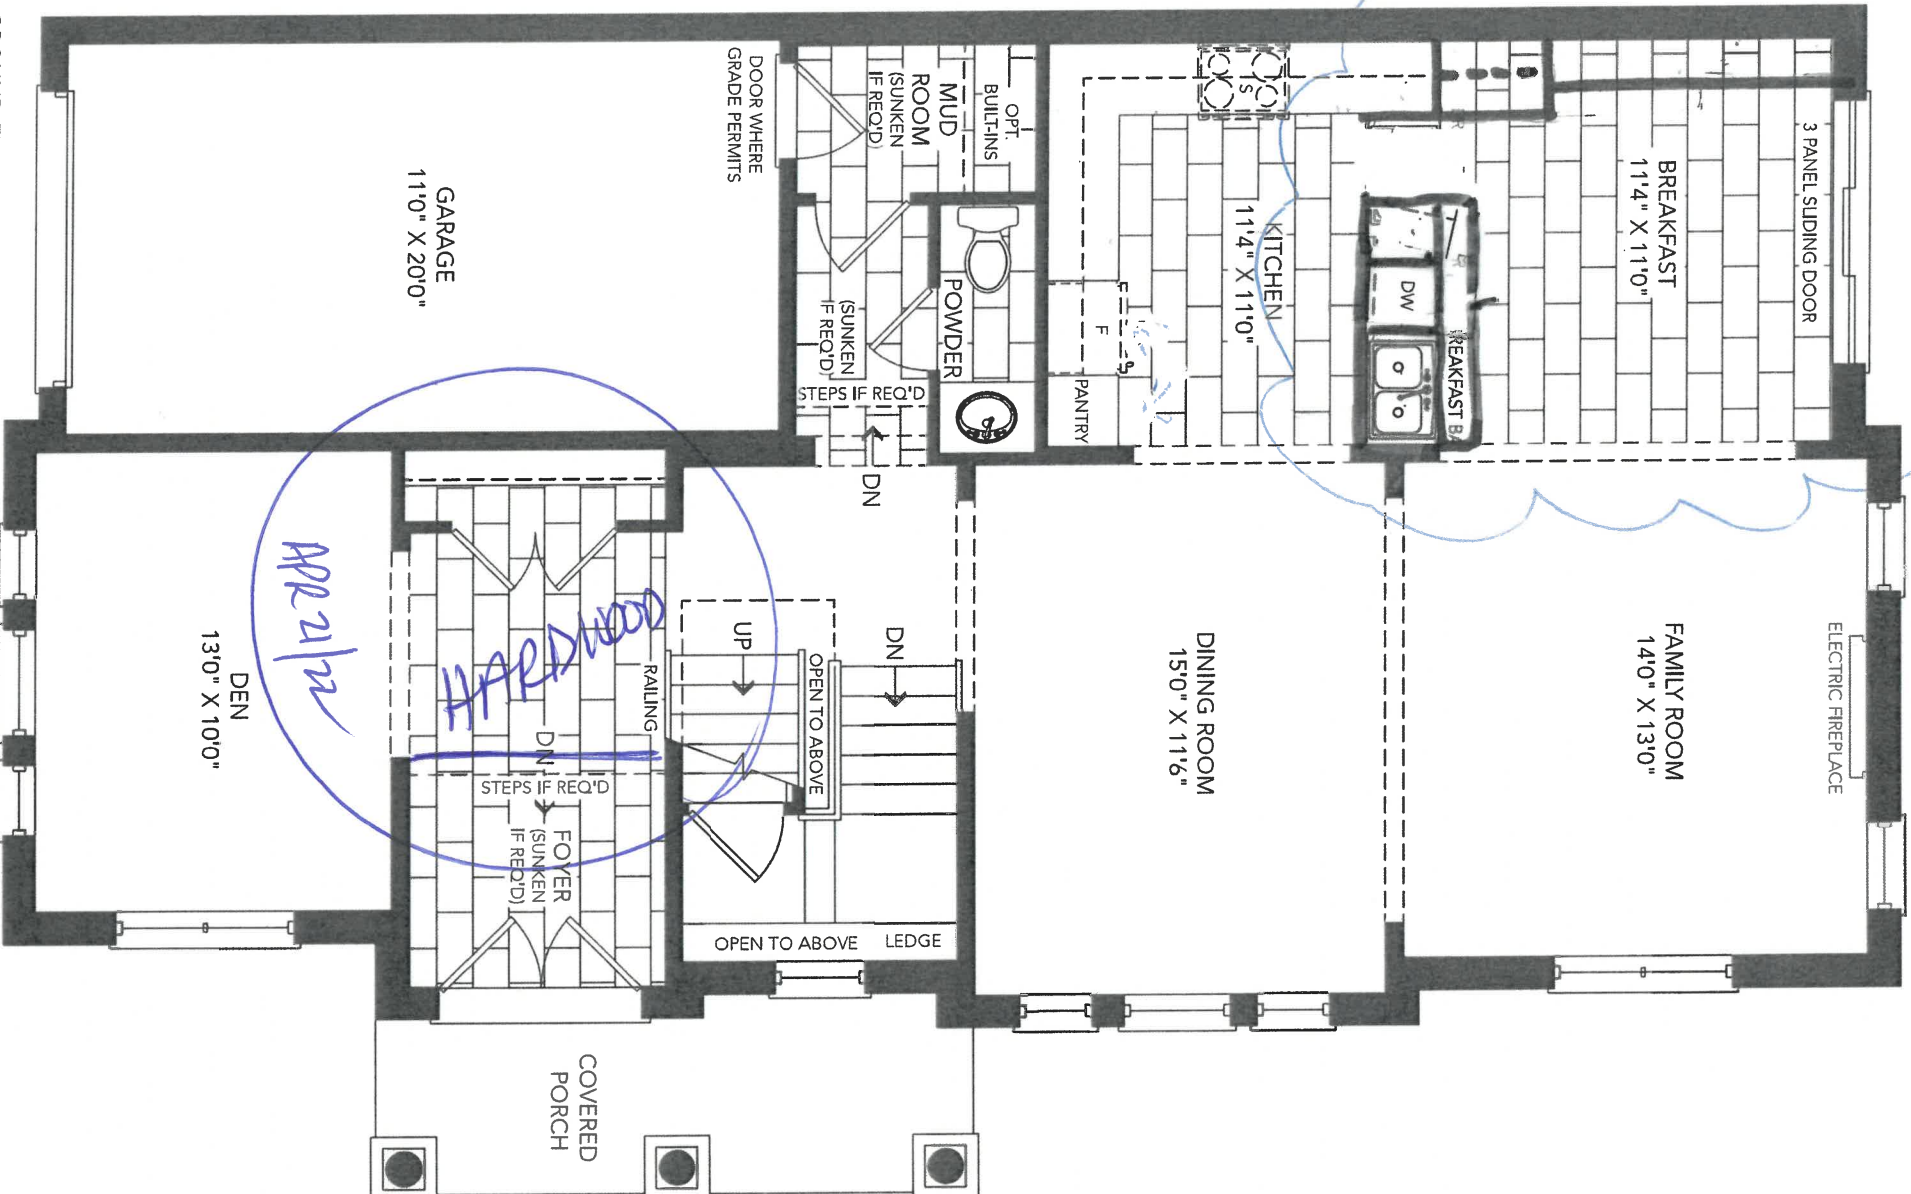 GARAGE
11'0" X 20'0"
DOOR WHERE
GRADE PERMITS
MUD
ROOM
(SUNKEN
IF REQ'D)
OPT.
BUILT-INS
(SUNKEN
IF REQ'D)
STEPS IF REQ'D
DN
POWDER
S
KITCHEN
11'4" X 11'0"
F
PANTRY
DW
BREAKFAST
11'4" X 11'0"
3 PANEL SLIDING DOOR
FAMILY ROOM
14'0" X 13'0"
ELECTRIC FIREPLACE
DINING ROOM
15'0" X 11'6"
DN
UP
OPEN TO ABOVE
RAILING
OPEN TO ABOVE
LEDGE
HARDWOOD
APR 21/22
DN
STEPS IF REQ'D
FOYER
(SUNKEN
IF REQ'D)
DEN
13'0" X 10'0"
COVERED
PORCH